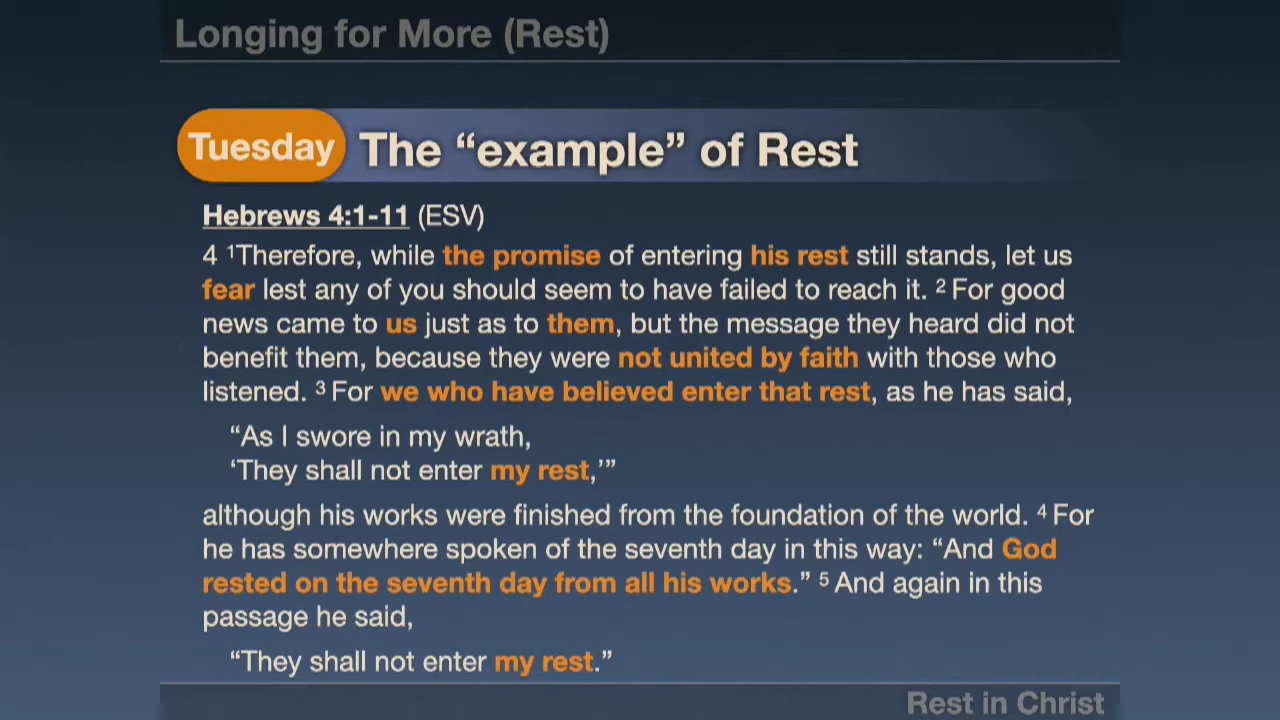 Longing for More (Rest)
Tuesday The “example” of Rest
Hebrews 4:1-11 (ESV)
4 ¹Therefore, while the promise of entering his rest still stands, let us
fear lest any of you should seem to have failed to reach it. ² For good
news came to us just as to them, but the message they heard did not
benefit them, because they were not united by faith with those who
listened. ³ For we who have believed enter that rest, as he has said,
“As I swore in my wrath,
‘They shall not enter my rest,’”
although his works were finished from the foundation of the world. ⁴ For
he has somewhere spoken of the seventh day in this way: “And God
rested on the seventh day from all his works.” ⁵ And again in this
passage he said,
“They shall not enter my rest.”
Rest in Christ